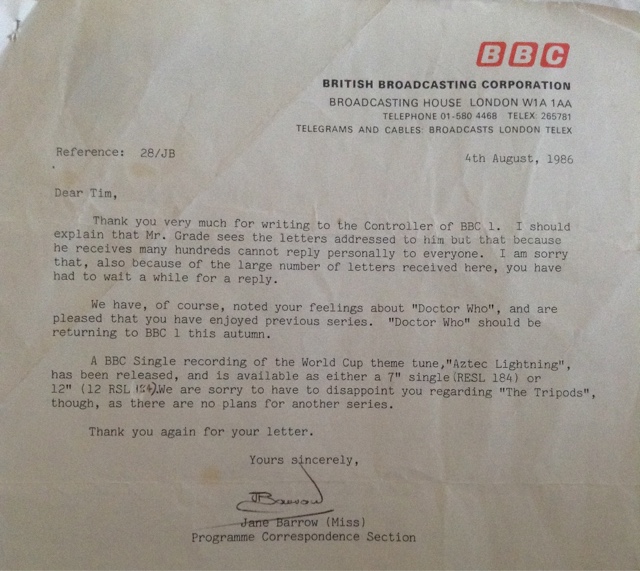 BBC
BRITISH BROADCASTING CORPORATION
BROADCASTING HOUSE LONDON W1A 1AA
TELEPHONE 01-580 4468 TELEX: 265781
TELEGRAMS AND CABLES: BROADCASTS LONDON TELEX
Reference: 28/JB
4th August, 1986
Dear Tim,
Thank you very much for writing to the Controller of BBC 1. I should
explain that Mr. Grade sees the letters addressed to him but that because
he receives many hundreds cannot reply personally to everyone. I am sorry
that, also because of the large number of letters received here, you have
had to wait a while for a reply.
We have, of course, noted your feelings about "Doctor Who", and are
pleased that you have enjoyed previous series. "Doctor Who" should be
returning to BBC 1 this autumn.
A BBC Single recording of the World Cup theme tune,"Aztec Lightning",
has been released, and is available as either a 7" single (RESL 184) or
12" (12 RSL 184).We are sorry to have to disappoint you regarding "The Tripods",
though, as there are no plans for another series.
Thank you again for your letter.
Yours sincerely,
JBarrow
Jane Barrow (Miss)
Programme Correspondence Section